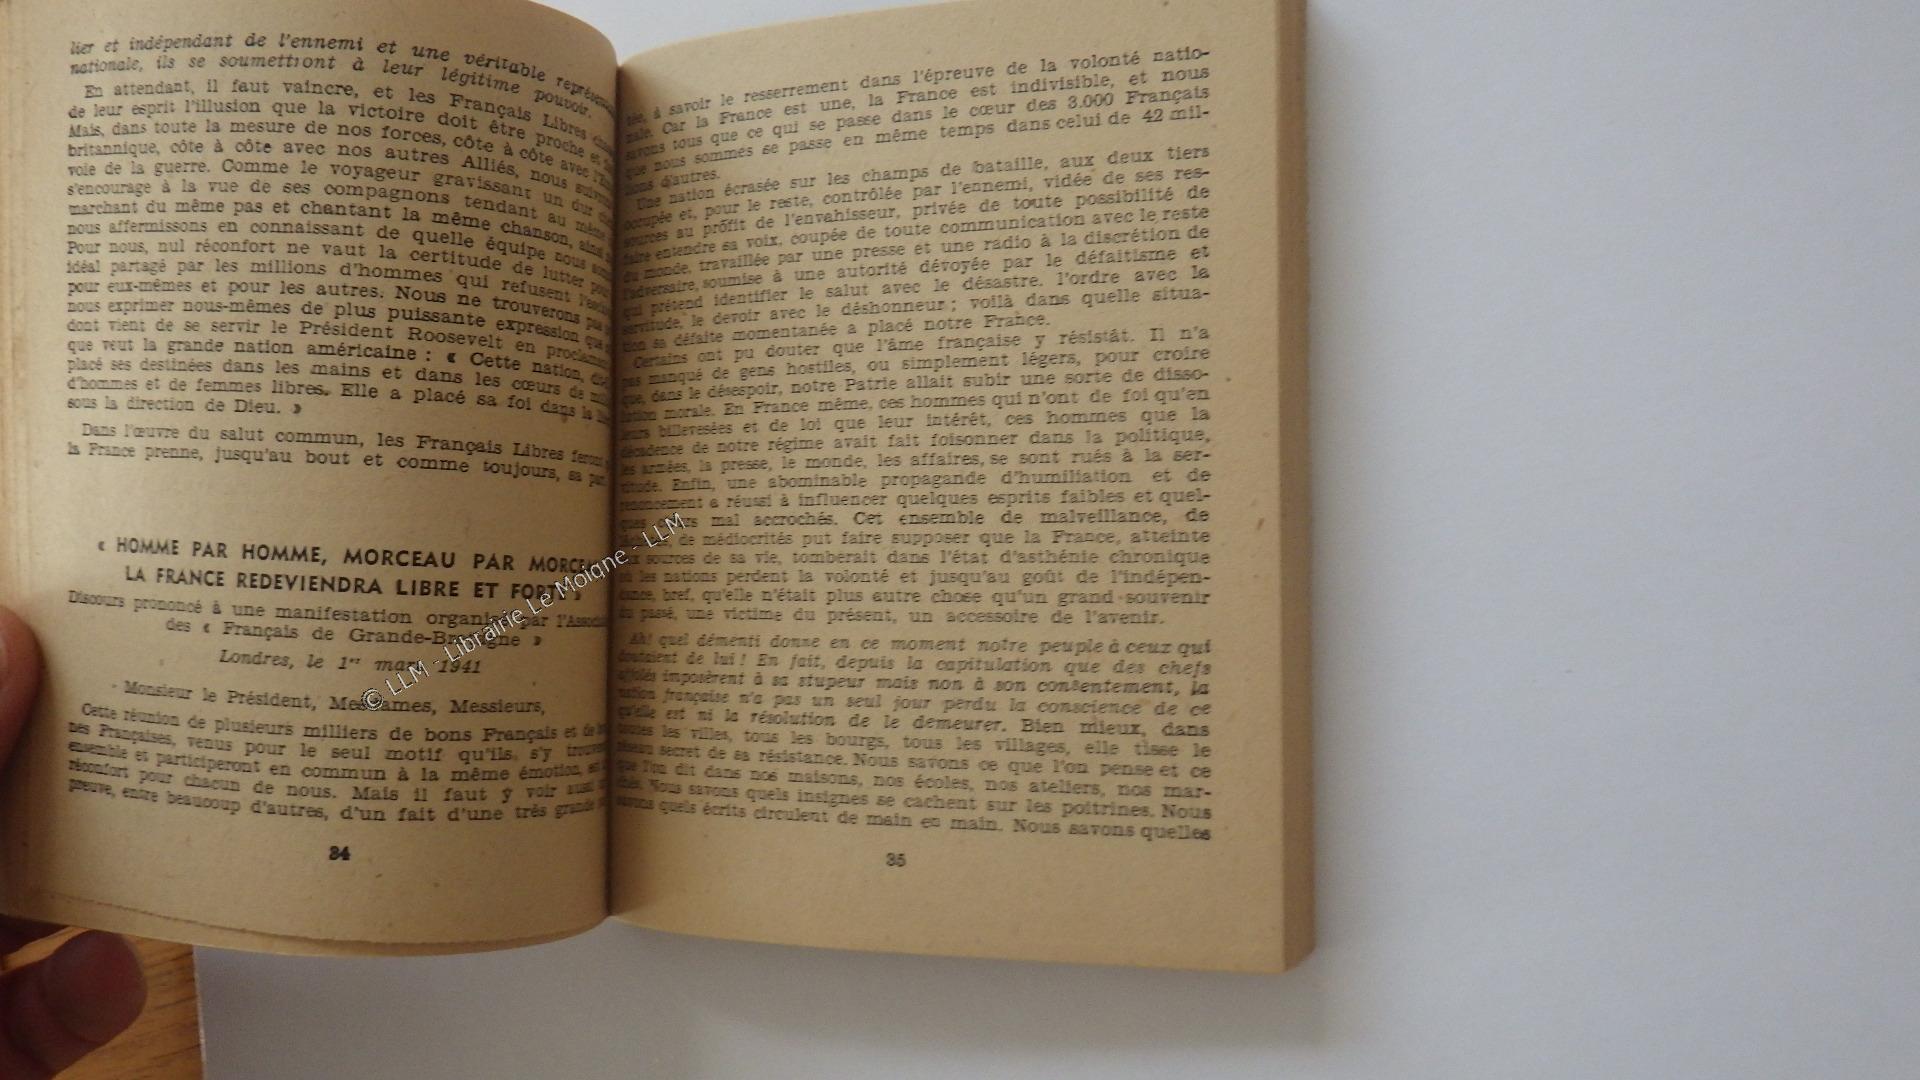 lier et indépendant de l'ennemi et une véritable
nationale, ils se soumettront à leur légitime pouvoir.
En attendant, il faut vaincre, et les Français Libres
de leur esprit l'illusion que la victoire doit être proche et
Mais, dans toute la mesure de nos forces, côte à côte avec
britannique, côte à côte avec nos autres Alliés, nous suivons
voie de la guerre. Comme le voyageur gravissant un dur
s'encourage à la vue de ses compagnons tendant au même
marchant du même pas et chantant la même chanson, ainsi
nous affermissons en connaissant de quelle équipe nous
Pour nous, nul réconfort ne vaut la certitude de lutter pour
idéal partagé par les millions d'hommes qui refusent
pour eux-mêmes et pour les autres. Nous ne trouverons pas
nous exprimer nous-mêmes de plus puissante expression que
dont vient de se servir le Président Roosevelt en proclamant
que veut la grande nation américaine : « Cette nation,
placé ses destinées dans les mains et dans les cœurs de
d'hommes et de femmes libres. Elle a placé sa foi dans la
sous la direction de Dieu. »
Dans l'œuvre du salut commun, les Français Libres feront
la France prenne, jusqu'au bout et comme toujours, sa part.
« HOMME PAR HOMME, MORCEAU PAR
LA FRANCE REDEVIENDRA LIBRE ET FORTE »
Discours prononcé à une manifestation organisée par
des « Français de Grande-Bretagne »
Londres, le 1er mars 1941
Monsieur le Président, Mesdames, Messieurs,
Cette réunion de plusieurs milliers de bons Français et de
nes Françaises, venus pour le seul motif qu'ils s'y
ensemble et participeront en commun à la même émotion,
réconfort pour chacun de nous. Mais il faut y voir aussi
preuve, entre beaucoup d'autres, d'un fait d'une très grande
34
tée, à savoir le resserrement dans l'épreuve de la volonté natio-
nale. Car la France est une, la France est indivisible, et nous
savons tous que ce qui se passe dans le cœur des 3.000 Français
que nous sommes se passe en même temps dans celui de 42 mil-
lions d'autres.
Une nation écrasée sur les champs de bataille, aux deux tiers
occupée et, pour le reste, contrôlée par l'ennemi, vidée de ses res-
sources au profit de l'envahisseur, privée de toute possibilité de
faire entendre sa voix, coupée de toute communication avec le reste
du monde, travaillée par une presse et une radio à la discrétion de
l'adversaire, soumise à une autorité dévoyée par le défaitisme et
qui prétend identifier le salut avec le désastre. l'ordre avec la
servitude, le devoir avec le déshonneur ; voilà dans quelle situa-
tion sa défaite momentanée a placé notre France.
Certains ont pu douter que l'âme française y résistât. Il n'a
pas manqué de gens hostiles, ou simplement légers, pour croire
que, dans le désespoir, notre Patrie allait subir une sorte de disso-
lution morale. En France même, ces hommes qui n'ont de foi qu'en
leurs billevesées et de loi que leur intérêt, ces hommes que la
décadence de notre régime avait fait foisonner dans la politique,
les armées, la presse, le monde, les affaires, se sont rués à la ser-
vitude. Enfin, une abominable propagande d'humiliation et de
renoncement a réussi à influencer quelques esprits faibles et quel-
ques cœurs mal accrochés. Cet ensemble de malveillance, de
de médiocrités put faire supposer que la France, atteinte
aux sources de sa vie, tomberait dans l'état d'asthénie chronique
où les nations perdent la volonté et jusqu'au goût de l'indépen-
dance, bref, qu'elle n'était plus autre chose qu'un grand souvenir
du passé, une victime du présent, un accessoire de l'avenir.
Ah! quel démenti donne en ce moment notre peuple à ceux qui
doutaient de lui ! En fait, depuis la capitulation que des chefs
affolés imposèrent à sa stupeur mais non à son consentement, la
nation française n'a pas un seul jour perdu la conscience de ce
qu'elle est ni la résolution de le demeurer. Bien mieux, dans
toutes les villes, tous les bourgs, tous les villages, elle tisse le
réseau secret de sa résistance. Nous savons ce que l'on pense et ce
que l'on dit dans nos maisons, nos écoles, nos ateliers, nos mar-
chés. Nous savons quels insignes se cachent sur les poitrines. Nous
savons quels écrits circulent de main en main. Nous savons quelles
35
© LLM - Librairie Le Moigne - LLM